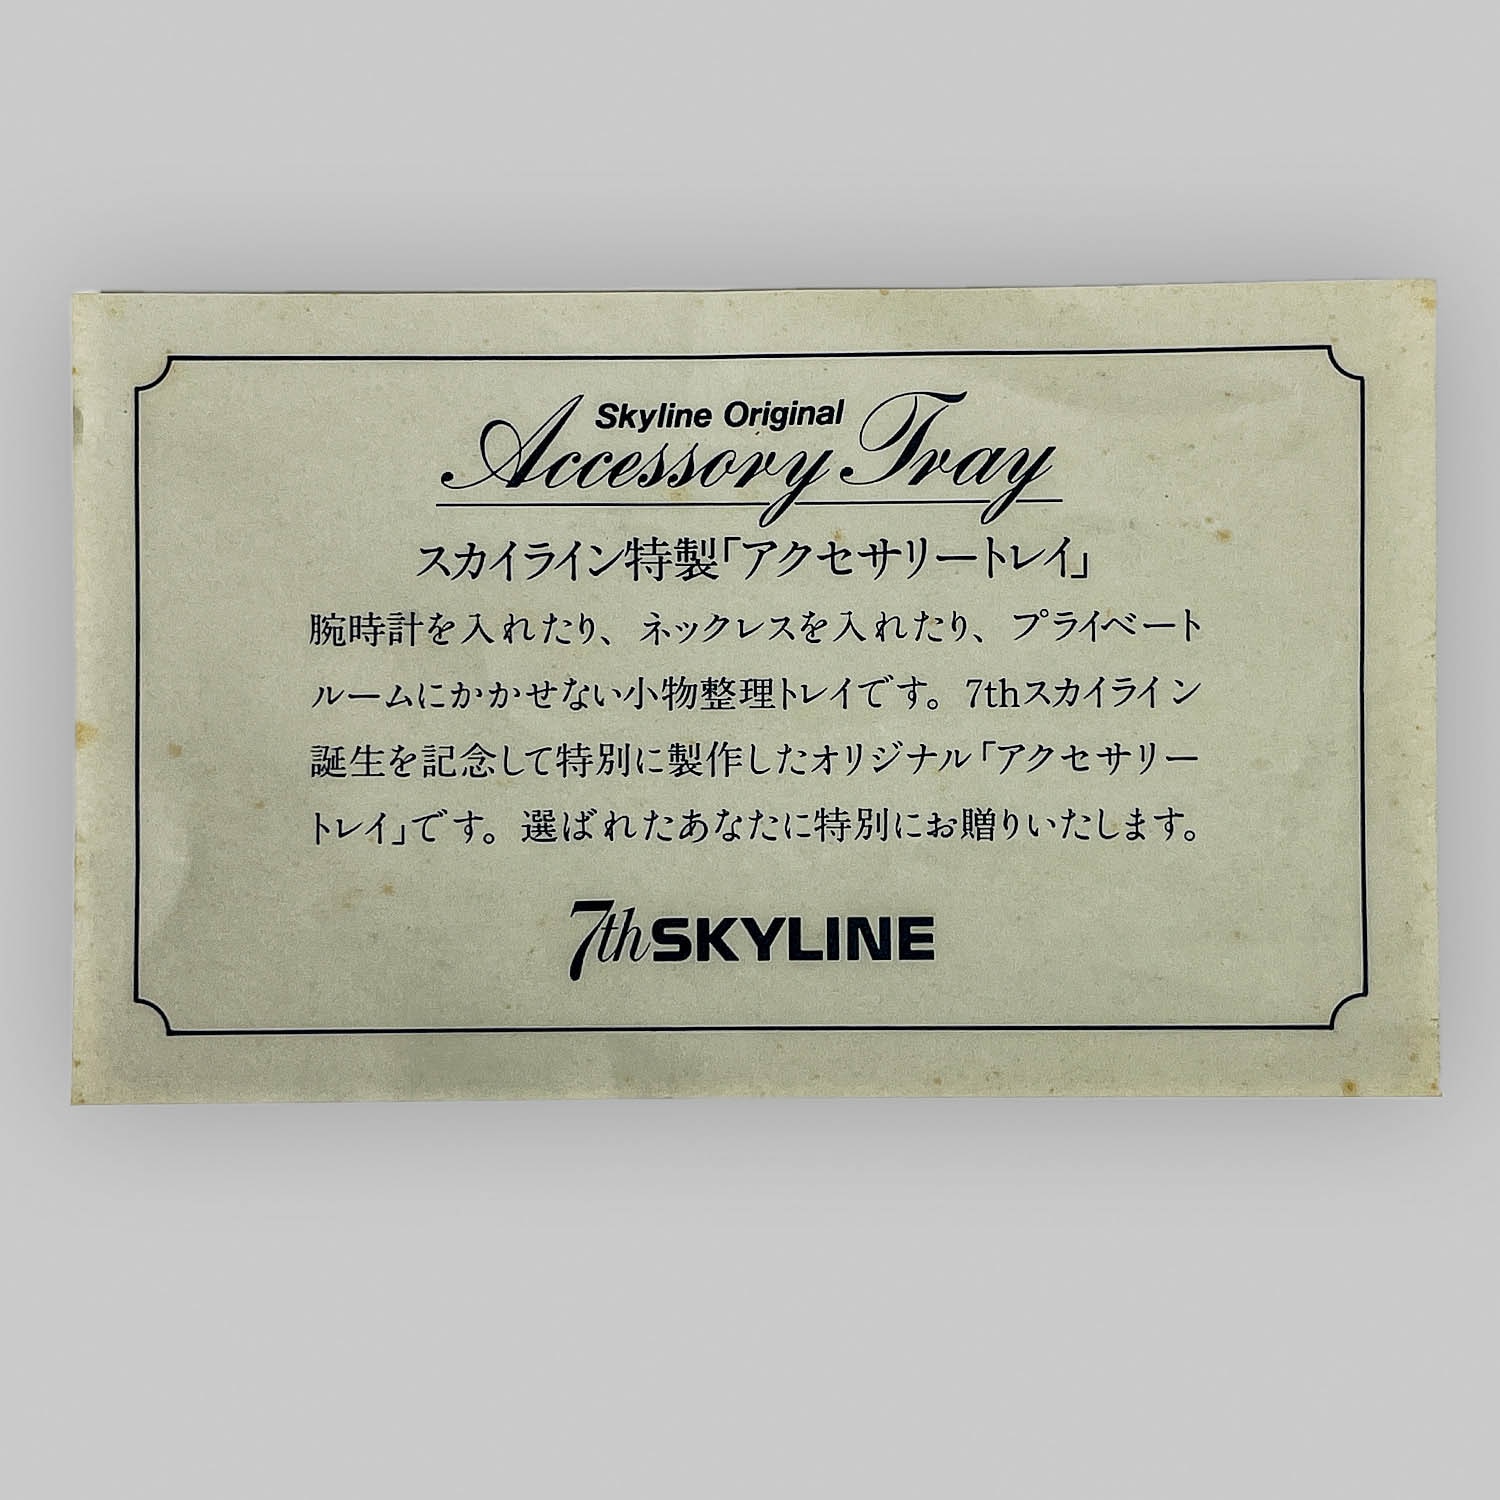 Skyline Original
Accessory Tray
スカイライン特製「アクセサリートレイ」
腕時計を入れたり、ネックレスを入れたり、プライベート
ルームにかかせない小物整理トレイです。7thスカイライン
誕生を記念して特別に製作したオリジナル「アクセサリー
トレイ」です。選ばれたあなたに特別にお贈りいたします。
7th SKYLINE